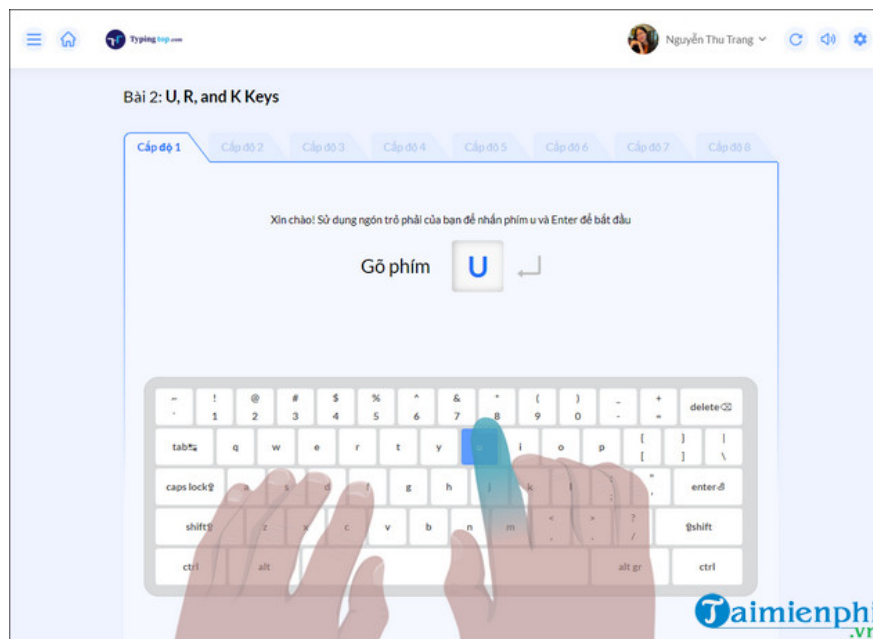 Typing top.com
Nguyễn Thu Trang
Bài 2: U, R, and K Keys
Cấp độ 1 Cấp độ 2 Cấp độ 3 Cấp độ 4 Cấp độ 5 Cấp độ 6 Cấp độ 7 Cấp độ 8
Xin chào! Sử dụng ngón trỏ phải của bạn để nhấn phím u và Enter để bắt đầu
Gõ phím U
~ ! @ # $ % ^ & * ( ) _ +
` 1 2 3 4 5 6 7 8 9 0 - = delete
tab q w e r t y u i o p { [ } ] | \
caps lock a s d f g h j k l : ; " ' enter
shift z x c v b n m < , > . ? / shift
ctrl alt alt gr ctrl
Taimienphi
.vn